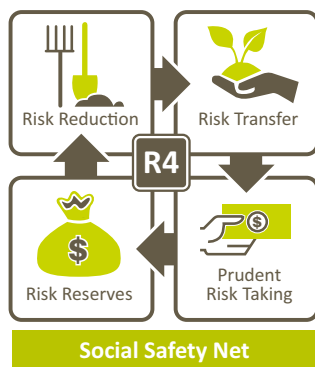 Risk Reduction
Risk Transfer
R4
$
$
Risk Reserves
Prudent
Risk Taking
Social Safety Net